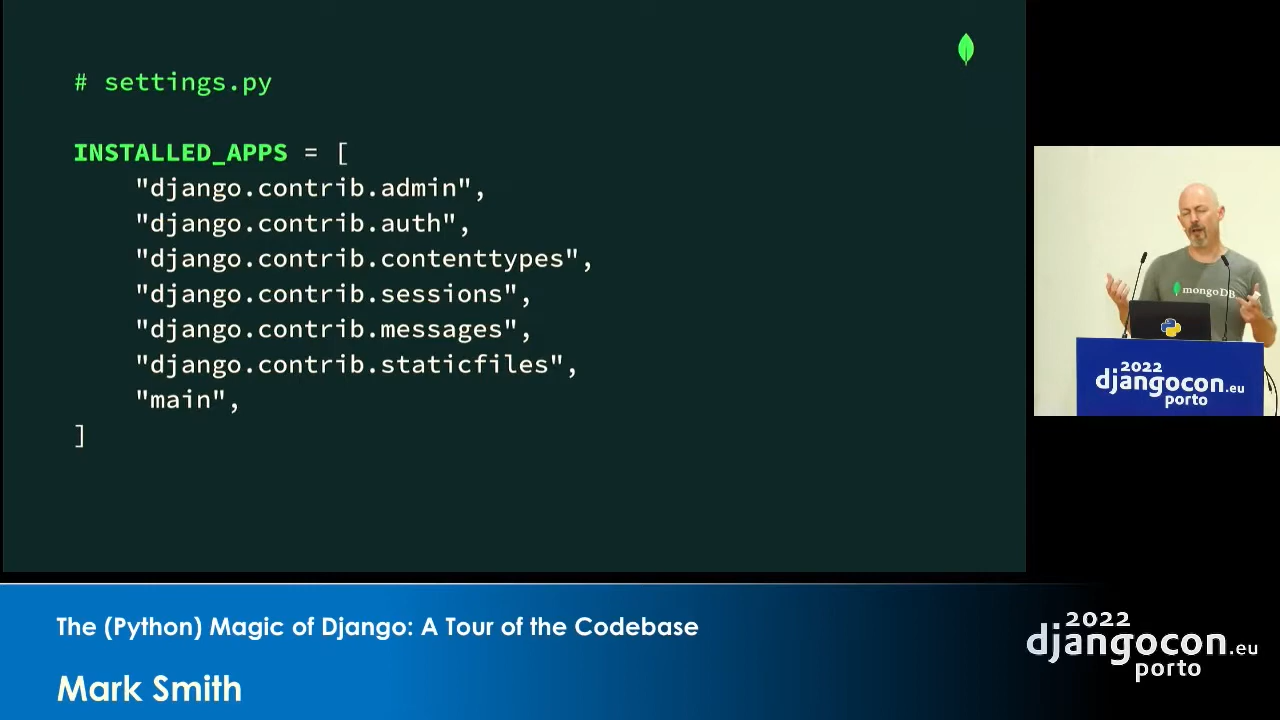 # settings.py
INSTALLED_APPS = [
    "django.contrib.admin",
    "django.contrib.auth",
    "django.contrib.contenttypes",
    "django.contrib.sessions",
    "django.contrib.messages",
    "django.contrib.staticfiles",
    "main",
]
mongoDB.
2022
djangocon.eu
porto
The (Python) Magic of Django: A Tour of the Codebase
Mark Smith
2022
djangocon.eu
porto